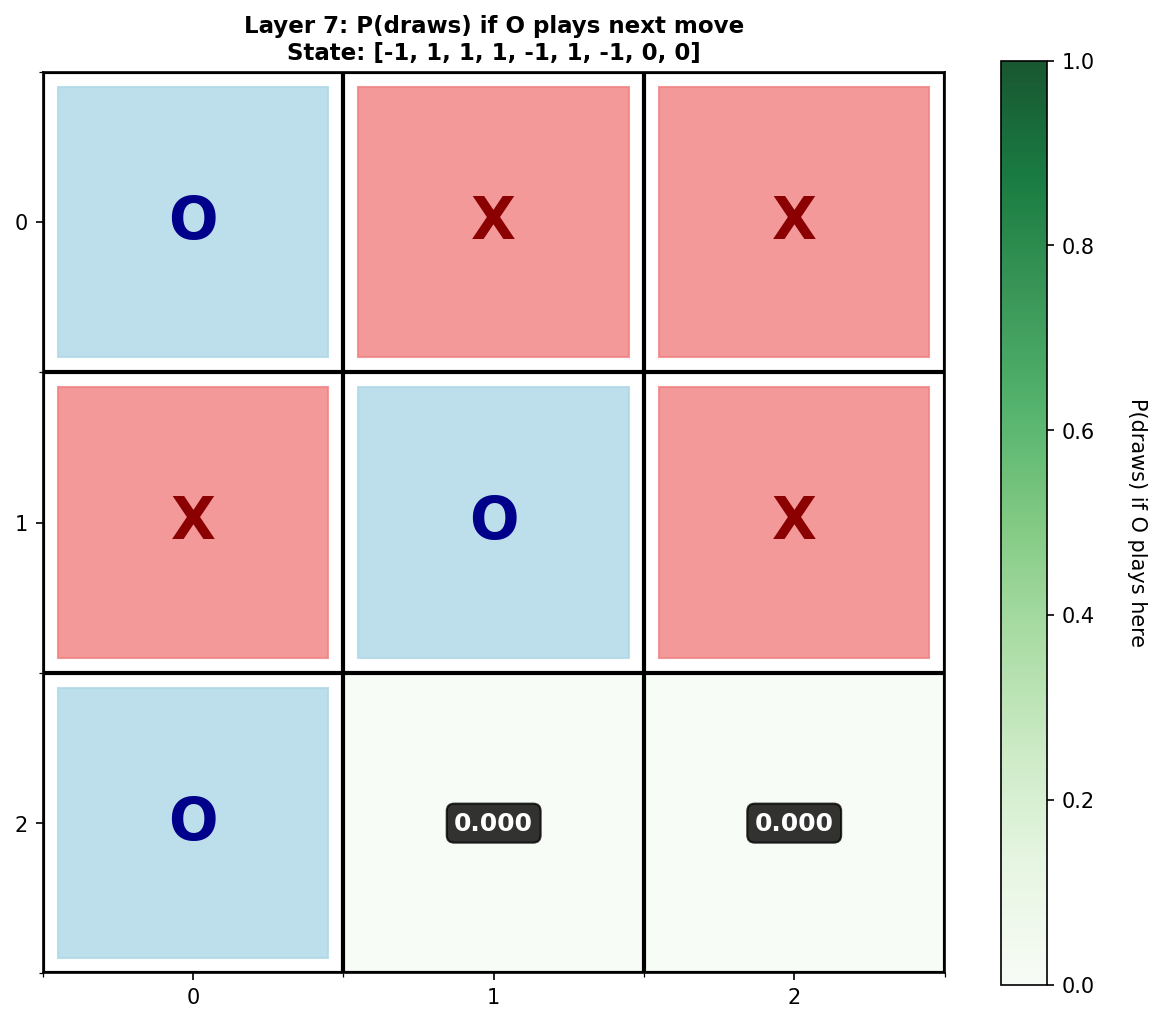 Layer 7: P(draws) if O plays next move
State: [-1, 1, 1, 1, -1, 1, -1, 0, 0]
O X X
X O X
O 0.000 0.000
0
1
2
0 1 2
1.0
0.8
0.6
0.4
0.2
0.0
P(draws) if O plays here